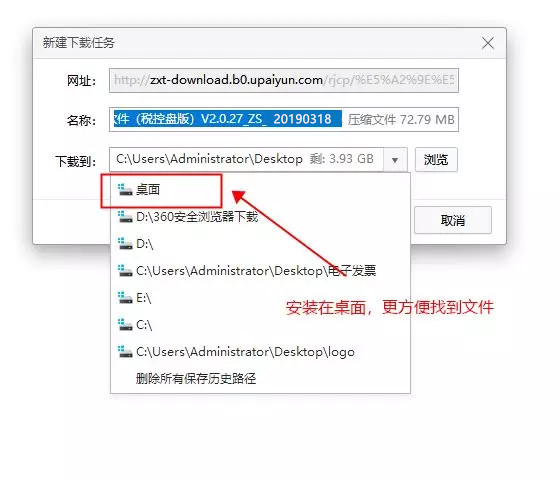 新建下载任务
网址: http://zxt-download.b0.upaiyun.com/rjcp/%E5%A2%9E%E5
名称: 件（税控盘版）V2.0.27_ZS_ 20190318 压缩文件 72.79 MB
下载到: C:\Users\Administrator\Desktop 剩: 3.93 GB 浏览
桌面
D:\360安全浏览器下载
取消
D:\
C:\Users\Administrator\Desktop\电子发票
E:\
安装在桌面，更方便找到文件
C:\
C:\Users\Administrator\Desktop\logo
删除所有保存历史路径